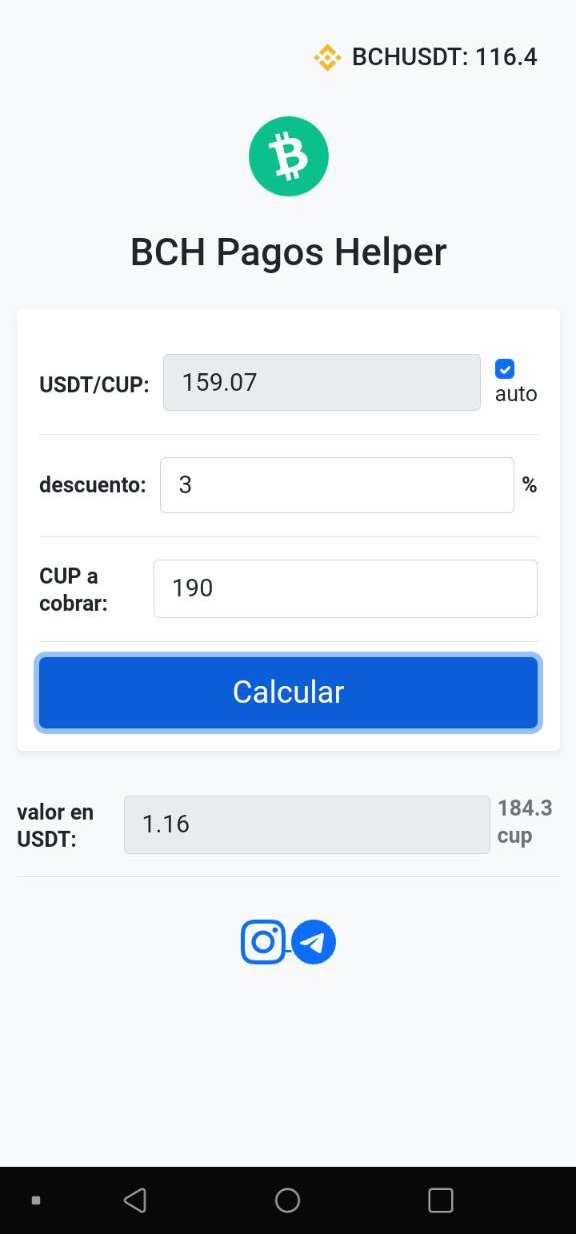 BCHUSDT: 116.4
BCH Pagos Helper
USDT/CUP: 159.07
auto
descuento: 3 %
CUP a
cobrar: 190
Calcular
valor en
USDT: 1.16
184.3
cup